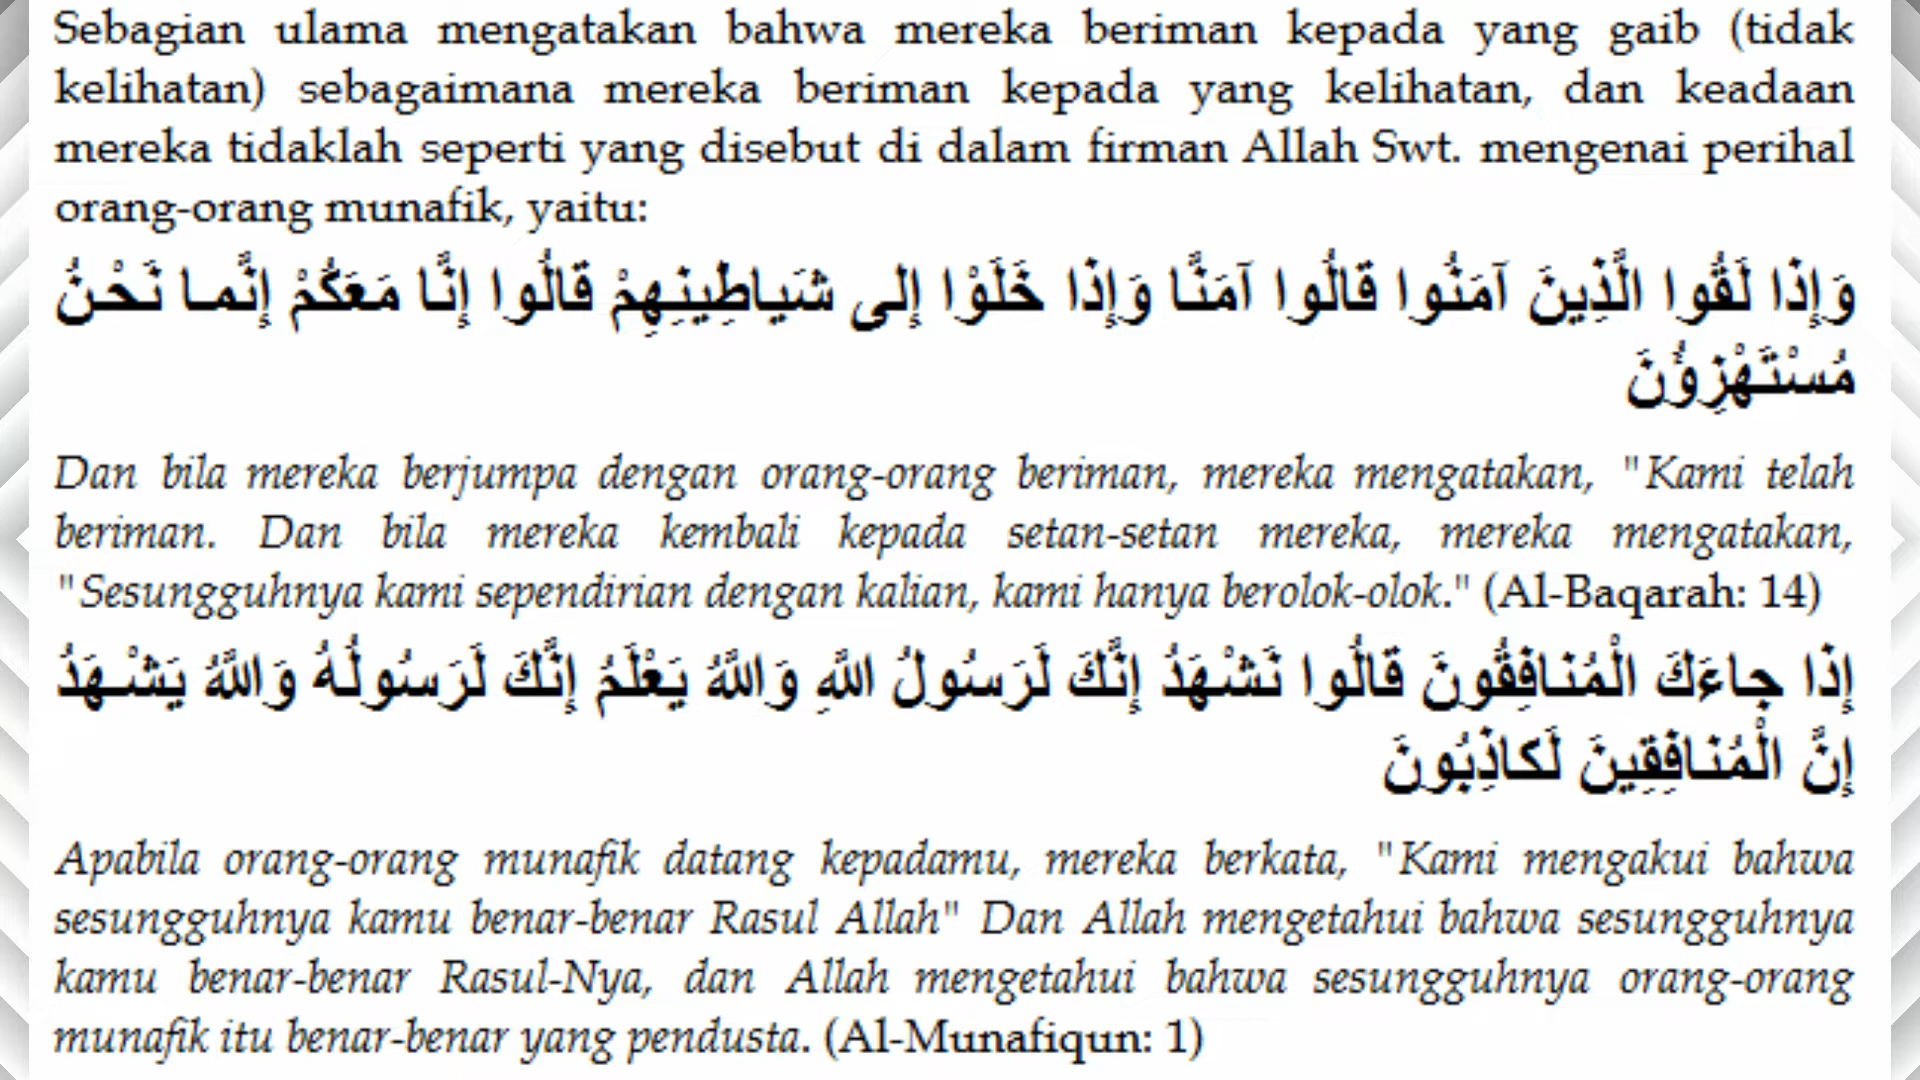 Sebagian ulama mengatakan bahwa mereka beriman kepada yang gaib (tidak
kelihatan) sebagaimana mereka beriman kepada yang kelihatan, dan keadaan
mereka tidaklah seperti yang disebut di dalam firman Allah Swt. mengenai perihal
orang-orang munafik, yaitu:
وَإِذَا لَقُوا الَّذِينَ آمَنُوا قَالُوا آمَنَّا وَإِذَا خَلَوْا إِلى شَيَاطِينِهِمْ قَالُوا إِنَّا مَعَكُمْ إِنَّما نَحْنُ
مُسْتَهْزِؤُنَ
Dan bila mereka berjumpa dengan orang-orang beriman, mereka mengatakan, "Kami telah
beriman. Dan bila mereka kembali kepada setan-setan mereka, mereka mengatakan,
"Sesungguhnya kami sependirian dengan kalian, kami hanya berolok-olok." (Al-Baqarah: 14)
إِذَا جاءَكَ الْمُنافِقُونَ قَالُوا نَشْهَدُ إِنَّكَ لَرَسُولُ اللَّهِ وَاللَّهُ يَعْلَمُ إِنَّكَ لَرَسُولُهُ وَاللَّهُ يَشْهَدُ
إِنَّ الْمُنافِقِينَ لَكاذِبُونَ
Apabila orang-orang munafik datang kepadamu, mereka berkata, "Kami mengakui bahwa
sesungguhnya kamu benar-benar Rasul Allah" Dan Allah mengetahui bahwa sesungguhnya
kamu benar-benar Rasul-Nya, dan Allah mengetahui bahwa sesungguhnya orang-orang
munafik itu benar-benar yang pendusta. (Al-Munafiqun: 1)